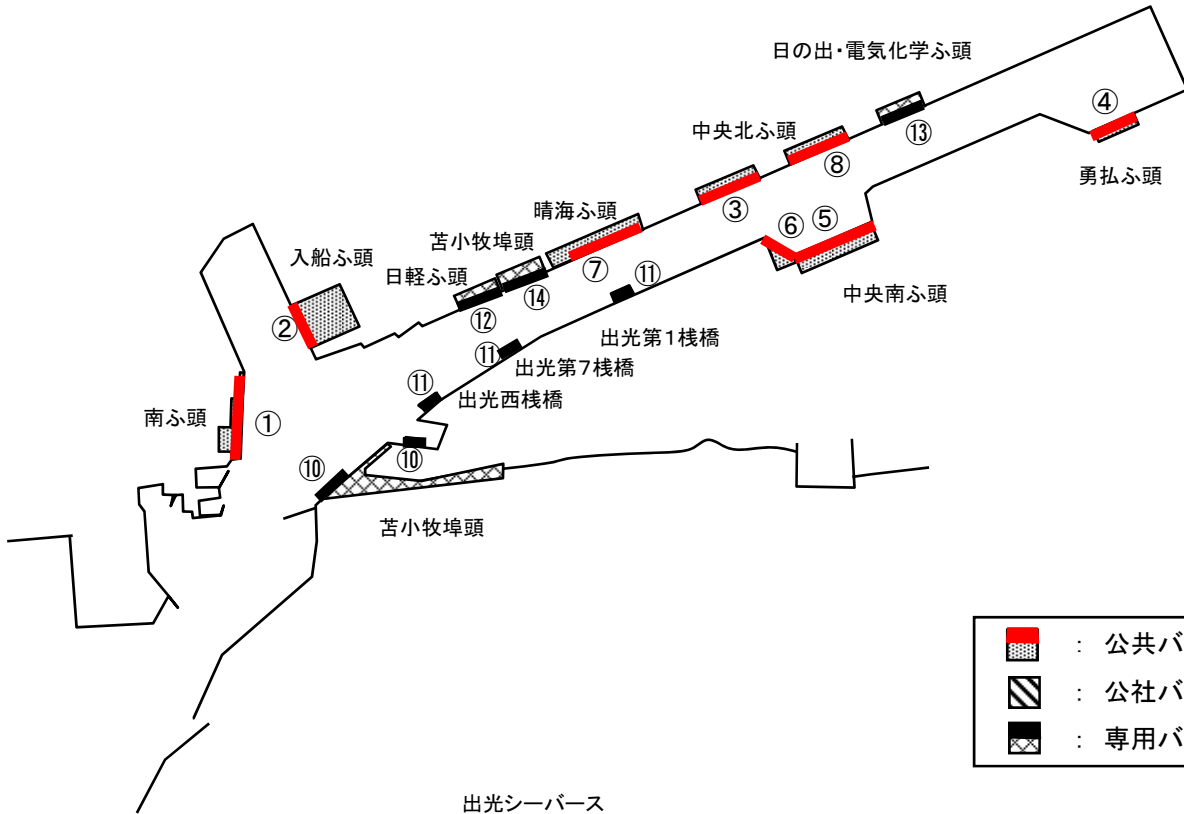 日の出・電気化学ふ頭
④
⑬
中央北ふ頭
⑧
勇払ふ頭
③
晴海ふ頭
⑥ ⑤
苫小牧埠頭
入船ふ頭
⑦
⑪
日軽ふ頭
⑭
中央南ふ頭
②
⑫
出光第1桟橋
⑪
出光第7桟橋
⑪
出光西桟橋
南ふ頭
①
⑩
⑩
苫小牧埠頭
: 公共バ
: 公社バ
: 専用バ
出光シーバース